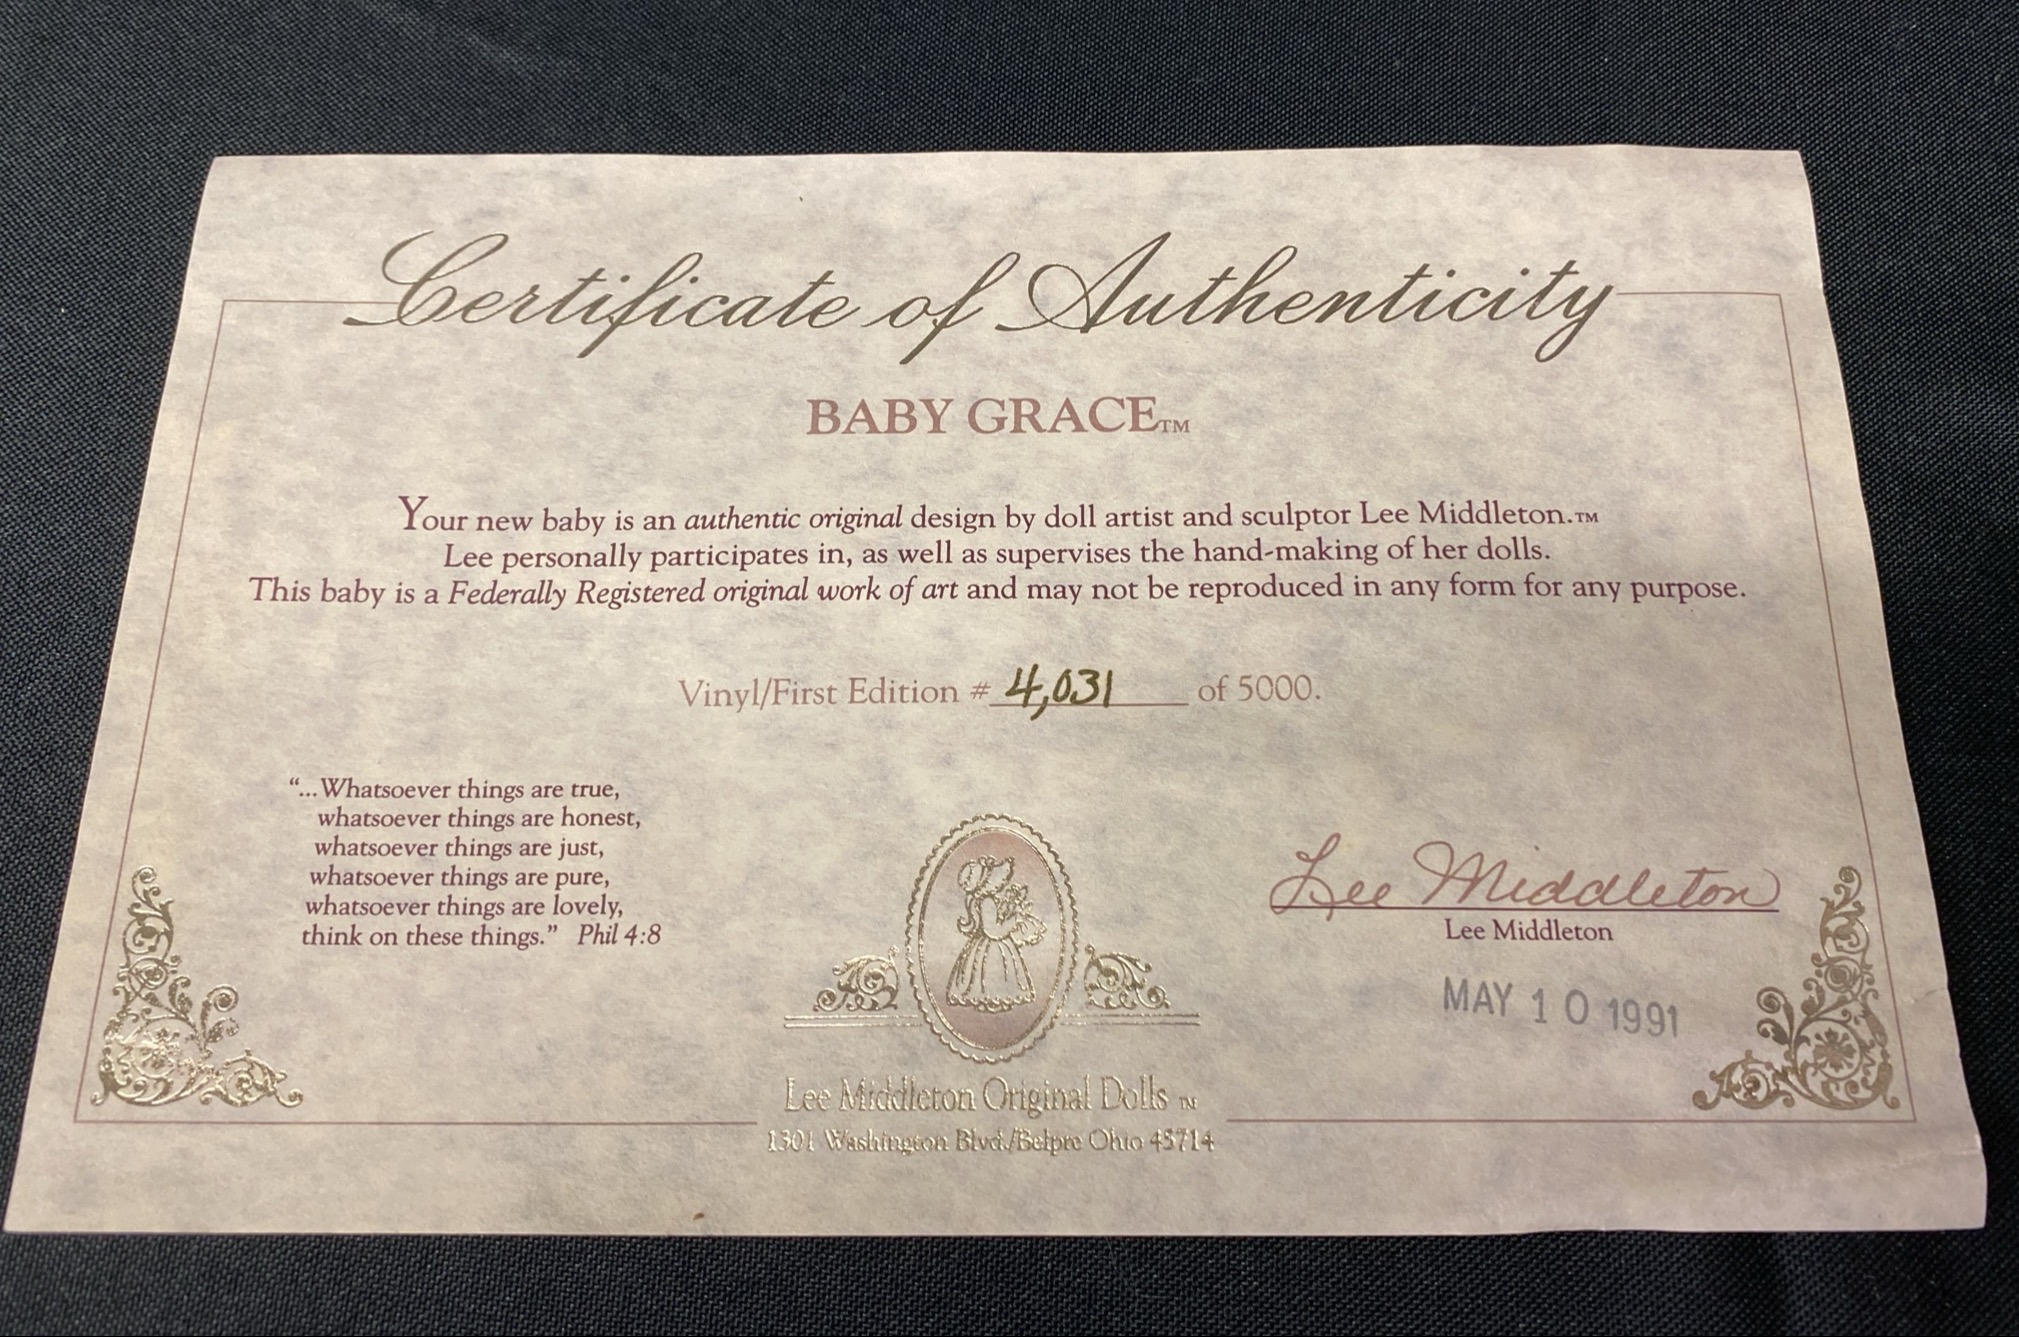 Certificate of Authenticity
BABY GRACE™
Your new baby is an authentic original design by doll artist and sculptor Lee Middleton.™
Lee personally participates in, as well as supervises the hand-making of her dolls.
This baby is a Federally Registered original work of art and may not be reproduced in any form for any purpose.
Vinyl/First Edition # 4,031 of 5000.
"...Whatsoever things are true,
whatsoever things are honest,
whatsoever things are just,
whatsoever things are pure,
whatsoever things are lovely,
think on these things." Phil 4:8
Lee Middleton
Lee Middleton
MAY 10 1991
Lee Middleton Original Dolls ™
1301 Washington Blvd./Belpre Ohio 45714